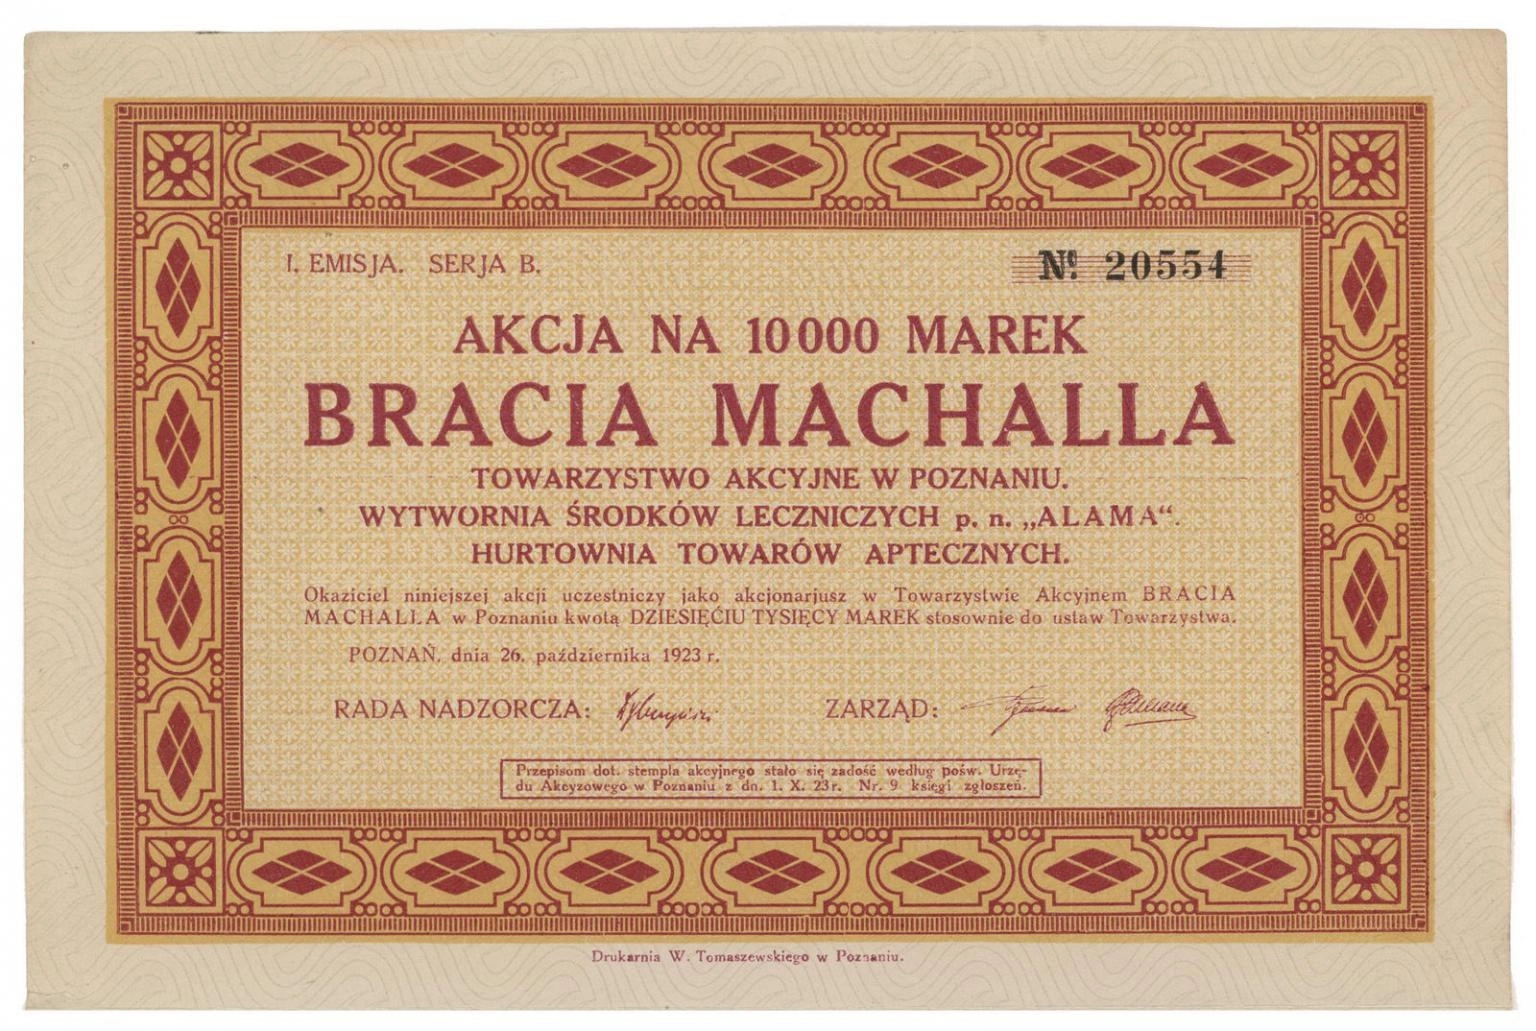 I. EMISJA. SERJA B.
Nº 20554
AKCJA NA 10000 MAREK
BRACIA MACHALLA
TOWARZYSTWO AKCYJNE W POZNANIU.
WYTWORNIA ŚRODKÓW LECZNICZYCH p. n. „ALAMA“.
HURTOWNIA TOWARÓW APTECZNYCH.
Okaziciel niniejszej akcji uczestniczy jako akcjonarjusz w Towarzystwie Akcyjnem BRACIA
MACHALLA w Poznaniu kwotą DZIESIĘCIU TYSIĘCY MAREK stosownie do ustaw Towarzystwa.
POZNAŃ, dnia 26. października 1923 r.
RADA NADZORCZA:
ZARZĄD:
Przepisom dot. stempla akcyjnego stało się zadość według pośw. Urzę-
du Akcyzowego w Poznaniu z dn. 1. X. 23 r. Nr. 9 księgi zgłoszeń.
Drukarnia W. Tomaszewskiego w Poznaniu.